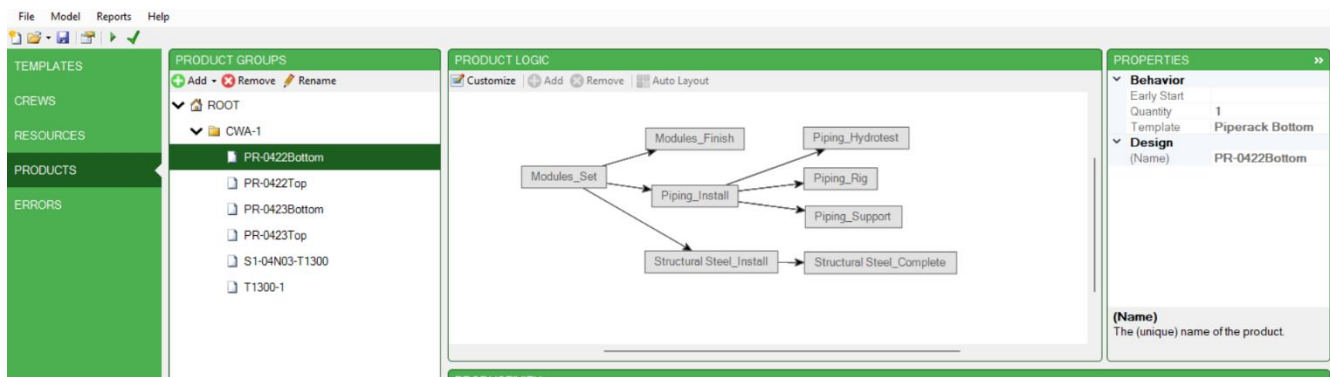 File Model Reports Help
TEMPLATES
CREWS
RESOURCES
PRODUCTS
ERRORS
PRODUCT GROUPS
Add Remove Rename
ROOT
CWA-1
PR-0422Bottom
PR-0422Top
PR-0423Bottom
PR-0423Top
S1-04N03-T1300
T1300-1
PRODUCT LOGIC
Customize Add Remove Auto Layout
Modules_Finish
Piping_Hydrotest
Modules_Set
Piping_Rig
Piping_Install
Piping_Support
Structural Steel_Install
Structural Steel_Complete
PROPERTIES »
Behavior
Early Start
Quantity 1
Template Piperack Bottom
Design
(Name) PR-0422Bottom
(Name)
The (unique) name of the product.